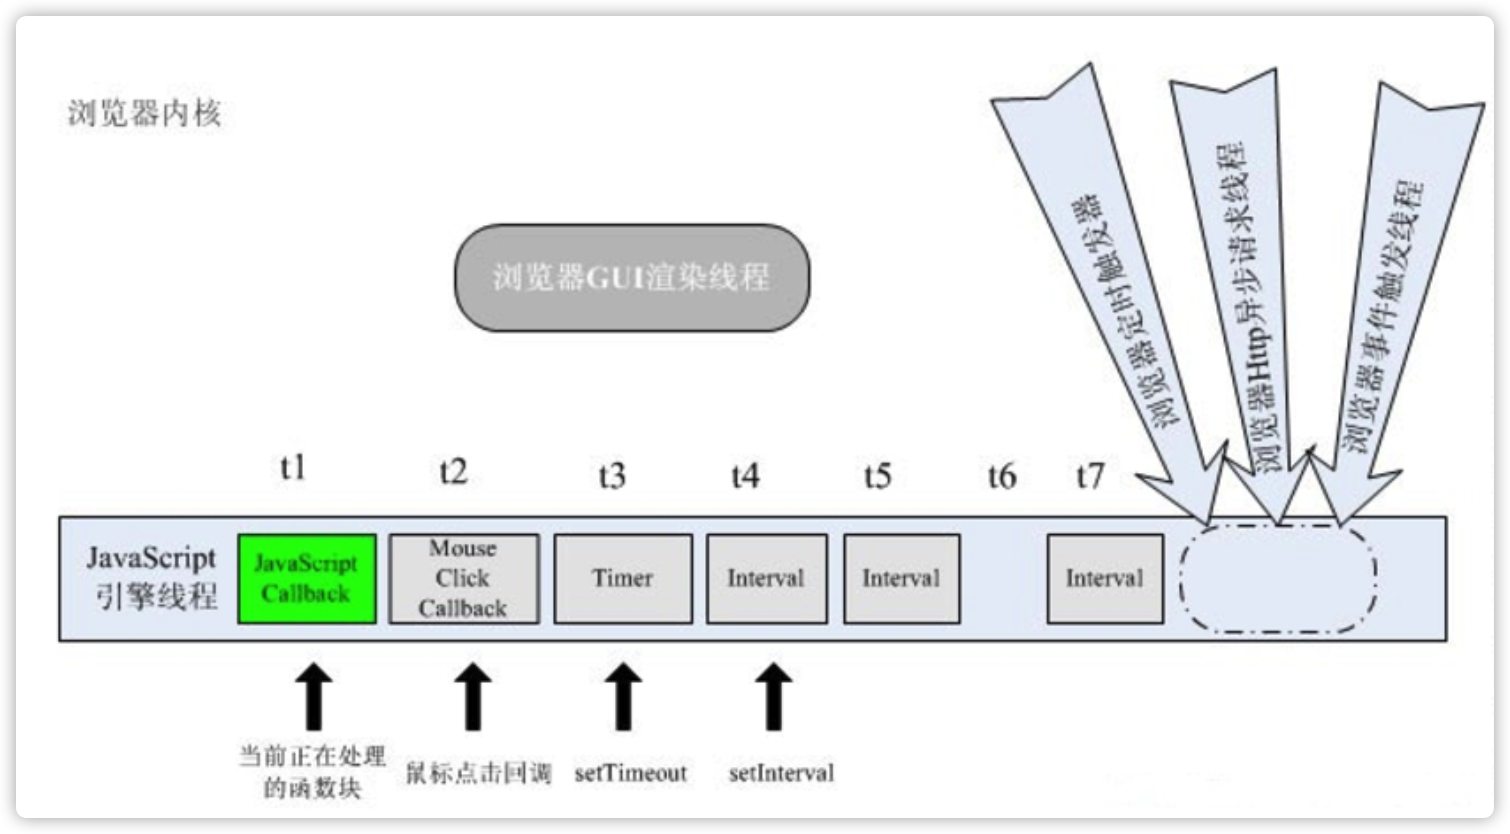 浏览器内核
浏览器GUI渲染线程
浏览器定时触发器
浏览器Http异步请求线程
浏览器事件触发线程
t1
t2
t3
t4
t5
t6
t7
JavaScript
引擎线程
JavaScript
Callback
Mouse
Click
Callback
Timer
Interval
Interval
Interval
当前正在处理
的函数块
鼠标点击回调
setTimeout
setInterval